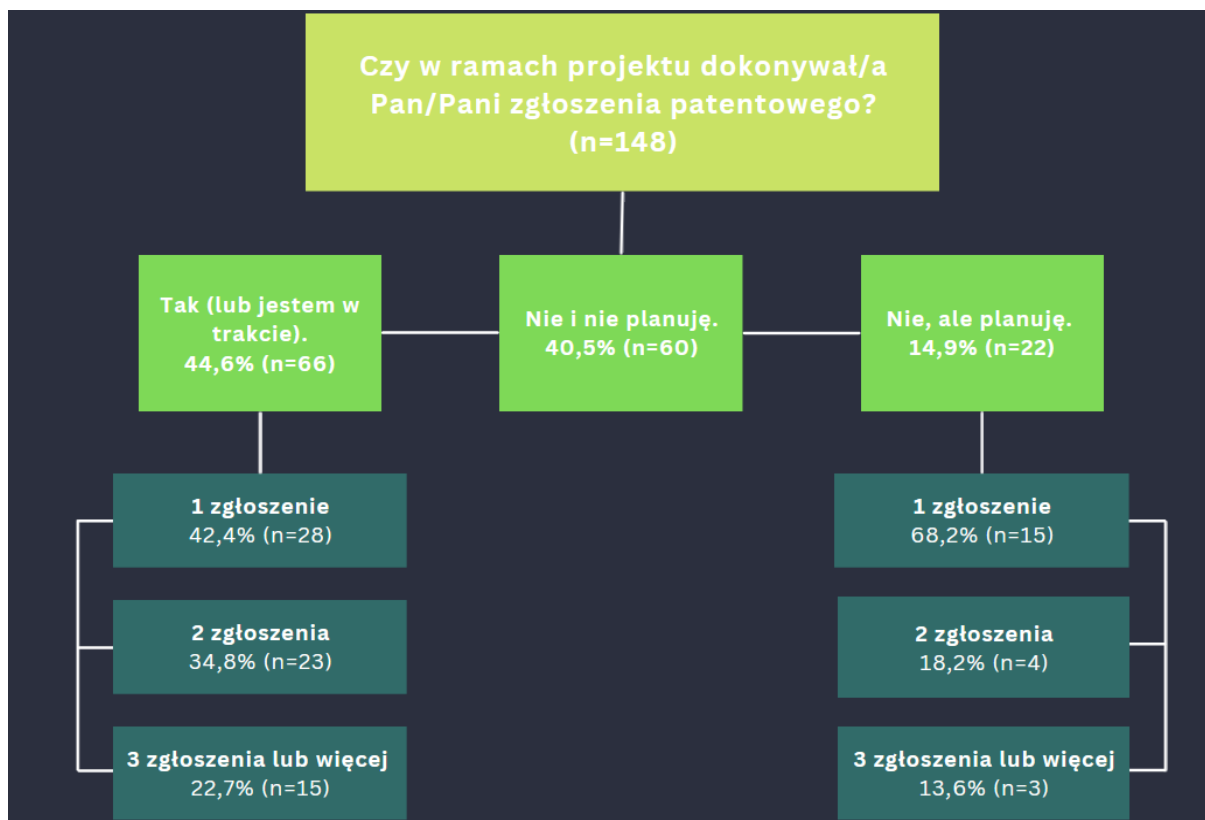 Czy w ramach projektu dokonywał/a
Pan/Pani zgłoszenia patentowego?
(n=148)
Tak (lub jestem w
trakcie).
44,6% (n=66)
Nie i nie planuję.
40,5% (n=60)
Nie, ale planuję.
14,9% (n=22)
1 zgłoszenie
42,4% (n=28)
2 zgłoszenia
34,8% (n=23)
3 zgłoszenia lub więcej
22,7% (n=15)
1 zgłoszenie
68,2% (n=15)
2 zgłoszenia
18,2% (n=4)
3 zgłoszenia lub więcej
13,6% (n=3)